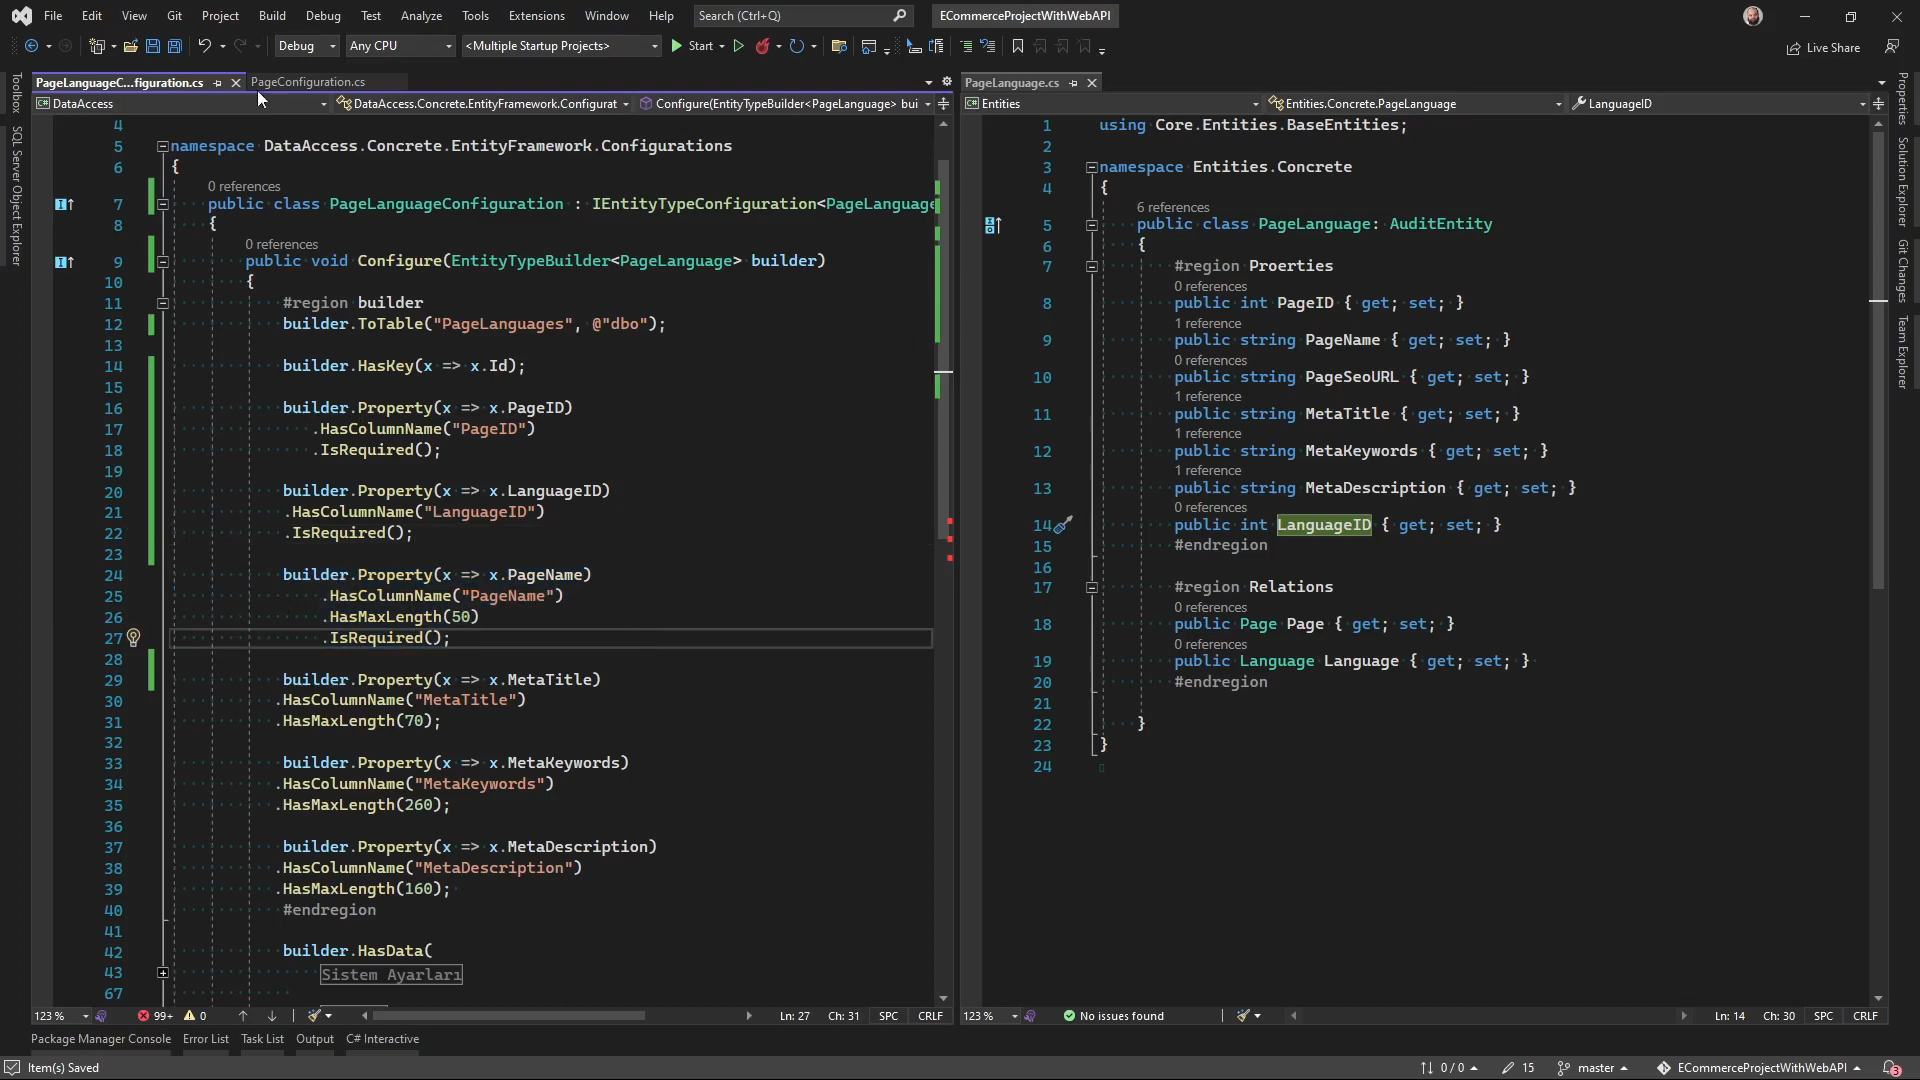 File Edit View Git Project Build Debug Test Analyze Tools Extensions Window Help Search (Ctrl+Q) ECommerceProjectWithWebAPI
Debug Any CPU <Multiple Startup Projects> Start Live Share
PageLanguageC...figuration.cs PageConfiguration.cs
DataAccess DataAccess.Concrete.EntityFramework.Configurat Configure(EntityTypeBuilder<PageLanguage> bui
Toolbox
SQL Server Object Explorer
4
5 namespace DataAccess.Concrete.EntityFramework.Configurations
6 {
0 references
7 public class PageLanguageConfiguration : IEntityTypeConfiguration<PageLanguage
8 {
0 references
9 public void Configure(EntityTypeBuilder<PageLanguage> builder)
10 {
11 #region builder
12 builder.ToTable("PageLanguages", @"dbo");
13
14 builder.HasKey(x => x.Id);
15
16 builder.Property(x => x.PageID)
17 .HasColumnName("PageID")
18 .IsRequired();
19
20 builder.Property(x => x.LanguageID)
21 .HasColumnName("LanguageID")
22 .IsRequired();
23
24 builder.Property(x => x.PageName)
25 .HasColumnName("PageName")
26 .HasMaxLength(50)
27 .IsRequired();
28
29 builder.Property(x => x.MetaTitle)
30 .HasColumnName("MetaTitle")
31 .HasMaxLength(70);
32
33 builder.Property(x => x.MetaKeywords)
34 .HasColumnName("MetaKeywords")
35 .HasMaxLength(260);
36
37 builder.Property(x => x.MetaDescription)
38 .HasColumnName("MetaDescription")
39 .HasMaxLength(160);
40 #endregion
41
42 builder.HasData(
43 Sistem Ayarları
67
123 % 99+ 0 Ln: 27 Ch: 31 SPC CRLF
PageLanguage.cs
Entities Entities.Concrete.PageLanguage LanguageID
1 using Core.Entities.BaseEntities;
2
3 namespace Entities.Concrete
4 {
6 references
5 public class PageLanguage: AuditEntity
6 {
7 #region Proerties
0 references
8 public int PageID { get; set; }
1 reference
9 public string PageName { get; set; }
0 references
10 public string PageSeoURL { get; set; }
1 reference
11 public string MetaTitle { get; set; }
1 reference
12 public string MetaKeywords { get; set; }
1 reference
13 public string MetaDescription { get; set; }
0 references
14 public int LanguageID { get; set; }
15 #endregion
16
17 #region Relations
0 references
18 public Page Page { get; set; }
0 references
19 public Language Language { get; set; }
20 #endregion
21
22 }
23 }
24
123 % No issues found Ln: 14 Ch: 30 SPC CRLF
Properties
Solution Explorer
Git Changes
Team Explorer
Package Manager Console Error List Task List Output C# Interactive
Item(s) Saved 0 / 0 15 master ECommerceProjectWithWebAPI 3